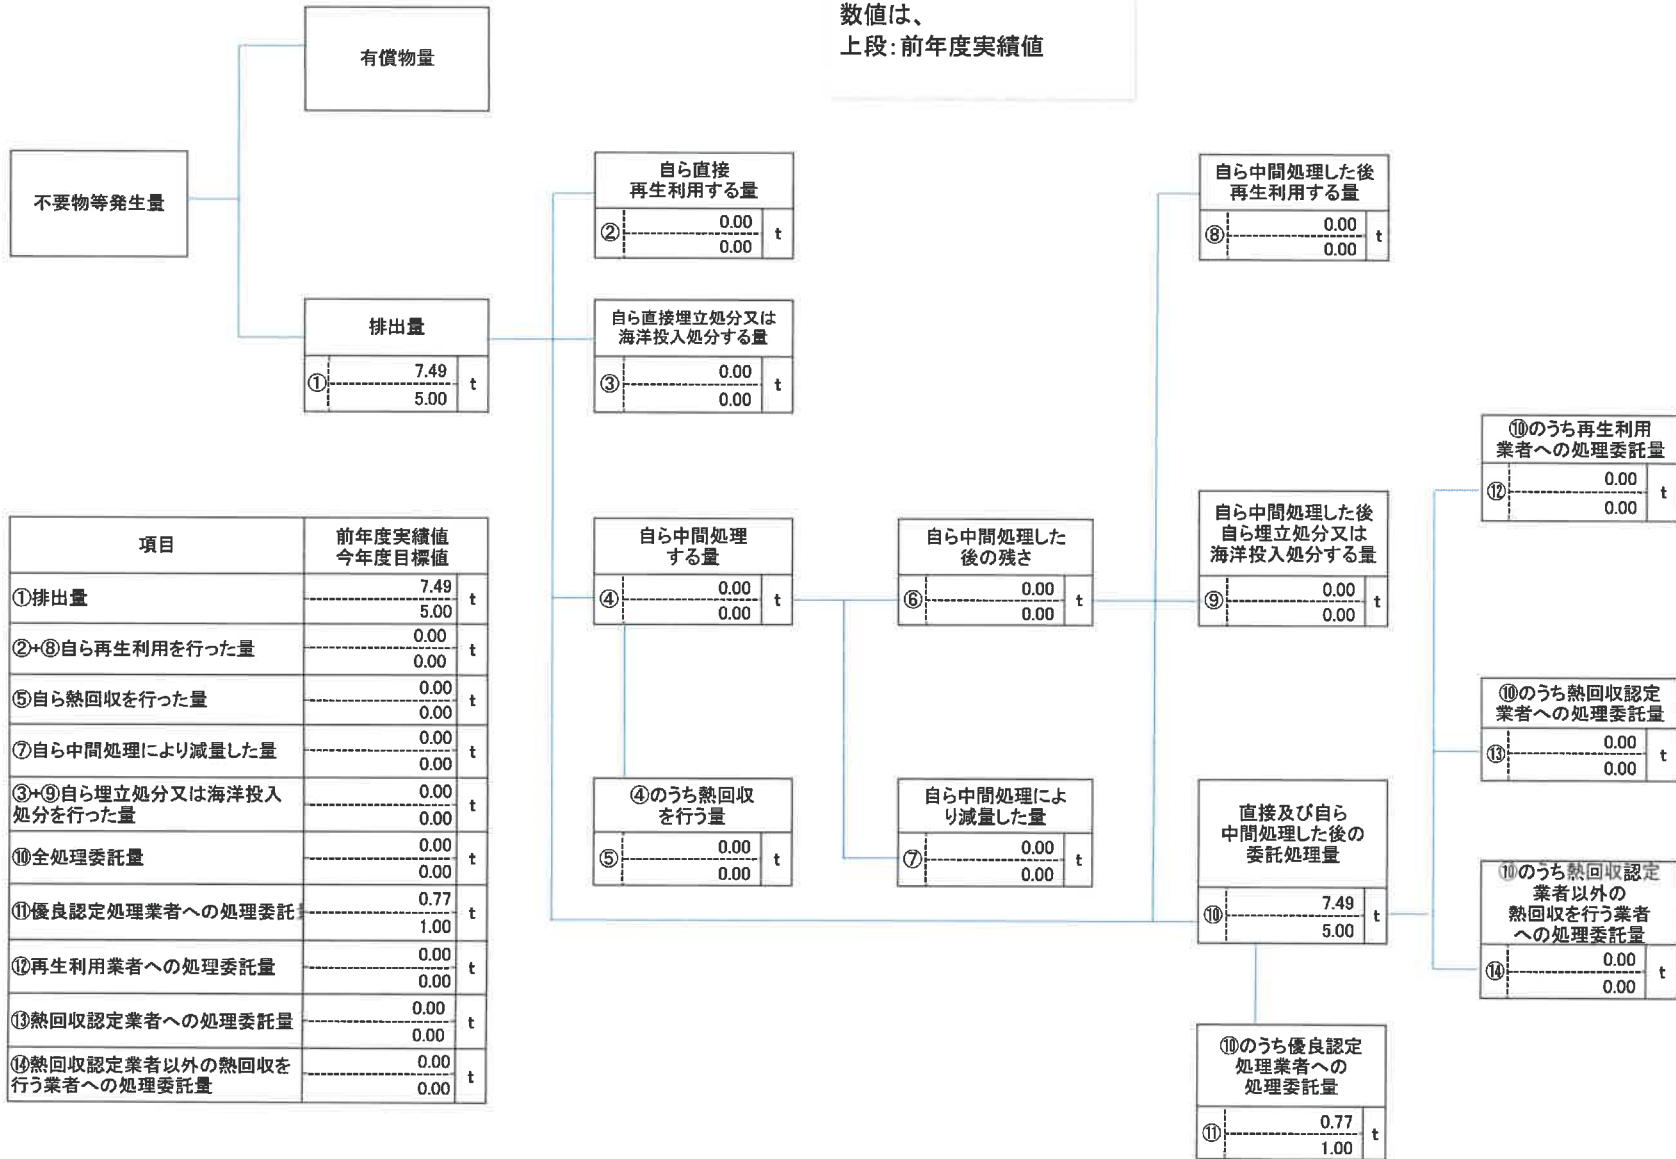 数値は、
上段:前年度実績値
有償物量
不要物等発生量
排出量
①
7.49
5.00
t
自ら直接
再生利用する量
②
0.00
0.00
t
自ら直接埋立処分又は
海洋投入処分する量
③
0.00
0.00
t
自ら中間処理した後
再生利用する量
⑧
0.00
0.00
t
自ら中間処理
する量
④
0.00
0.00
t
自ら中間処理した
後の残さ
⑥
0.00
0.00
t
自ら中間処理した後
自ら埋立処分又は
海洋投入処分する量
⑨
0.00
0.00
t
④のうち熱回収
を行う量
⑤
0.00
0.00
t
自ら中間処理によ
り減量した量
⑦
0.00
0.00
t
直接及び自ら
中間処理した後の
委託処理量
⑩
7.49
5.00
t
⑩のうち再生利用
業者への処理委託量
⑫
0.00
0.00
t
⑩のうち熱回収認定
業者への処理委託量
⑬
0.00
0.00
t
⑩のうち熱回収認定
業者以外の
熱回収を行う業者
への処理委託量
⑭
0.00
0.00
t
⑩のうち優良認定
処理業者への
処理委託量
⑪
0.77
1.00
t
項目
前年度実績値
今年度目標値
①排出量
7.49
5.00
t
②+⑧自ら再生利用を行った量
0.00
0.00
t
⑤自ら熱回収を行った量
0.00
0.00
t
⑦自ら中間処理により減量した量
0.00
0.00
t
③+⑨自ら埋立処分又は海洋投入
処分を行った量
0.00
0.00
t
⑩全処理委託量
0.00
0.00
t
⑪優良認定処理業者への処理委託
0.77
1.00
t
⑫再生利用業者への処理委託量
0.00
0.00
t
⑬熱回収認定業者への処理委託量
0.00
0.00
t
⑭熱回収認定業者以外の熱回収を
行う業者への処理委託量
0.00
0.00
t